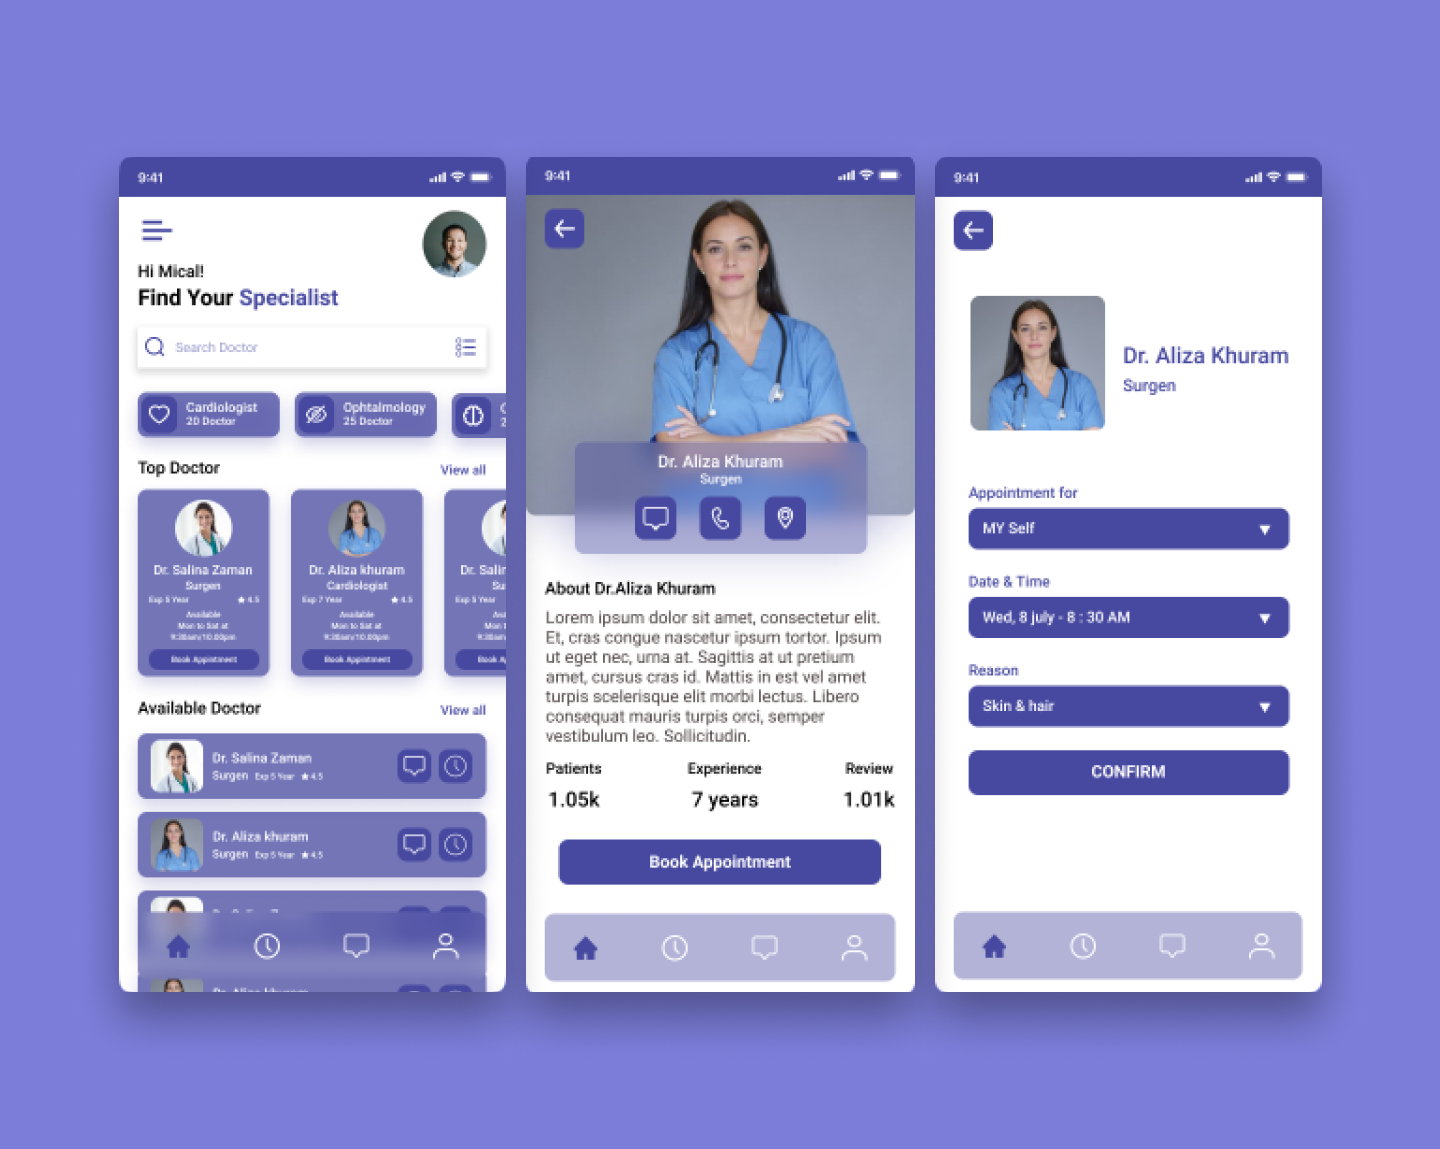 9:41
Hi Mical!
Find Your Specialist
Search Doctor
Cardiologist
20 Doctor
Ophtalmology
25 Doctor
Top Doctor
View all
Dr. Salina Zaman
Surgen
Exp 5 Year ★ 4.5
Available
Mon to Sat at
9:30am/10.00pm
Book Appintment
Dr. Aliza khuram
Cardiologist
Exp 7 Year ★ 4.5
Available
Mon to Sat at
9:30am/10.00pm
Book Appintment
Dr. Salin
Su
Exp 5 Year
Available
Mon to
9:30am
Book
Available Doctor
View all
Dr. Salina Zaman
Surgen Exp 5 Year ★ 4.5
Dr. Aliza khuram
Surgen Exp 5 Year ★ 4.5
9:41
Dr. Aliza Khuram
Surgen
About Dr.Aliza Khuram
Lorem ipsum dolor sit amet, consectetur elit.
Et, cras congue nascetur ipsum tortor. Ipsum
ut eget nec, urna at. Sagittis at ut pretium
amet, cursus cras id. Mattis in est vel amet
turpis scelerisque elit morbi lectus. Libero
consequat mauris turpis orci, semper
vestibulum leo. Sollicitudin.
Patients Experience Review
1.05k 7 years 1.01k
Book Appointment
9:41
Dr. Aliza Khuram
Surgen
Appointment for
MY Self
Date & Time
Wed, 8 july - 8 : 30 AM
Reason
Skin & hair
CONFIRM